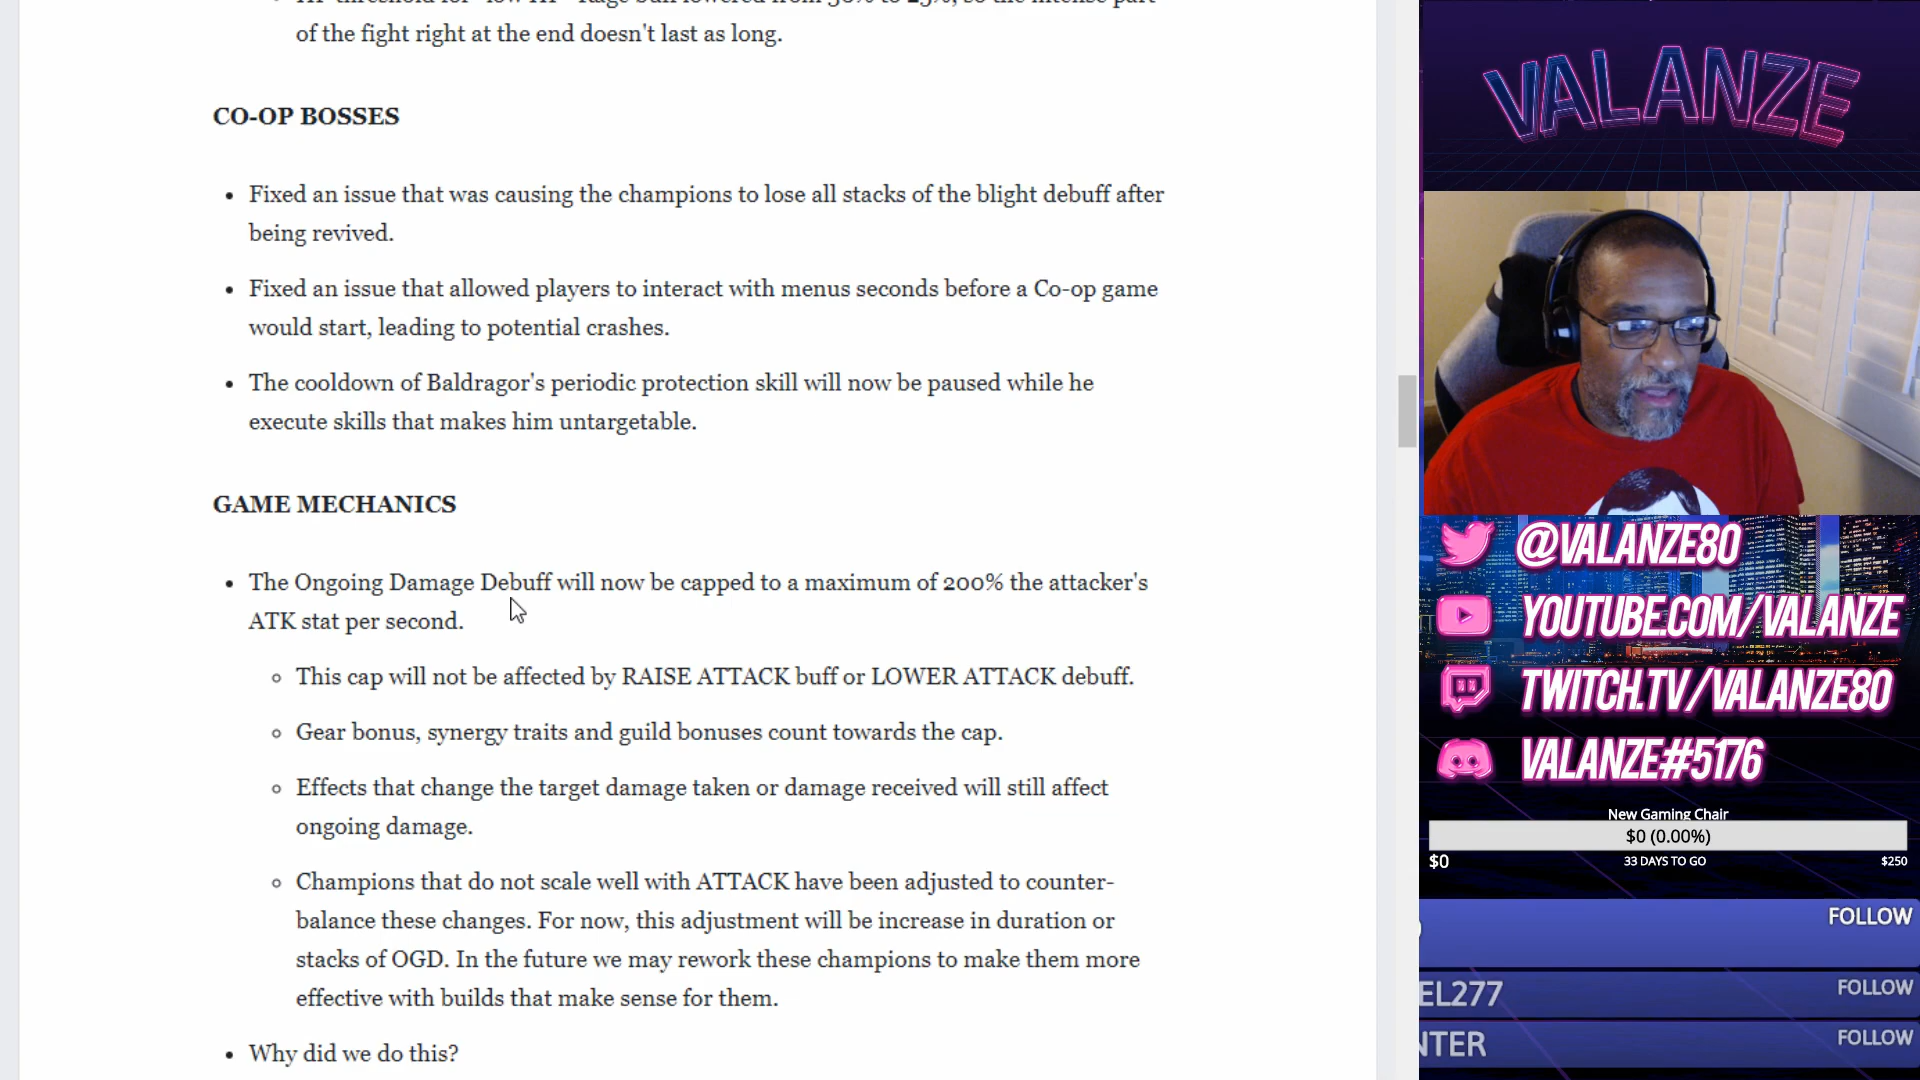 of the fight right at the end doesn't last as long.
CO-OP BOSSES
• Fixed an issue that was causing the champions to lose all stacks of the blight debuff after
being revived.
• Fixed an issue that allowed players to interact with menus seconds before a Co-op game
would start, leading to potential crashes.
• The cooldown of Baldragor's periodic protection skill will now be paused while he
execute skills that makes him untargetable.
GAME MECHANICS
• The Ongoing Damage Debuff will now be capped to a maximum of 200% the attacker's
ATK stat per second.
◦ This cap will not be affected by RAISE ATTACK buff or LOWER ATTACK debuff.
◦ Gear bonus, synergy traits and guild bonuses count towards the cap.
◦ Effects that change the target damage taken or damage received will still affect
ongoing damage.
◦ Champions that do not scale well with ATTACK have been adjusted to counter-
balance these changes. For now, this adjustment will be increase in duration or
stacks of OGD. In the future we may rework these champions to make them more
effective with builds that make sense for them.
• Why did we do this?
VALANZE
@VALANZE80
YOUTUBE.COM/VALANZE
TWITCH.TV/VALANZE80
VALANZE#5176
New Gaming Chair
$0 (0.00%)
$0 33 DAYS TO GO $250
FOLLOW
EL277 FOLLOW
NTER FOLLOW